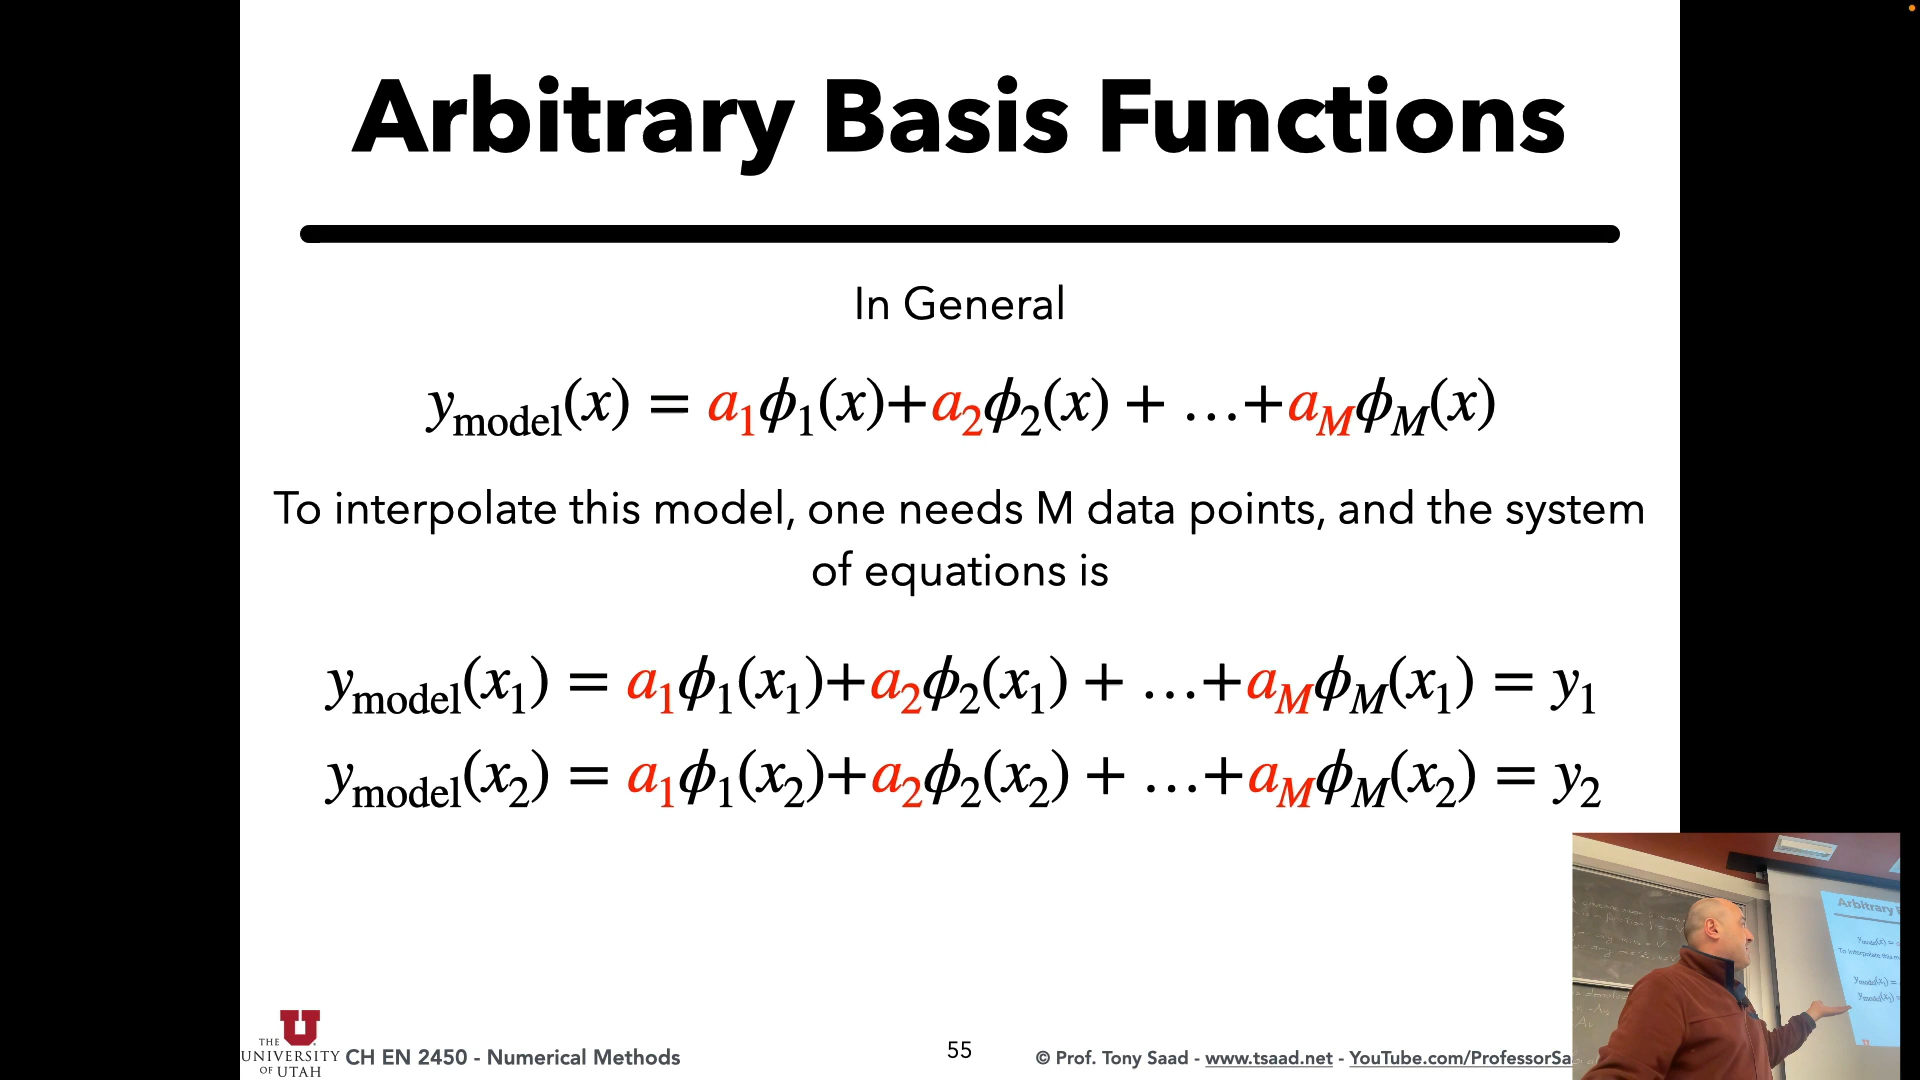 Arbitrary Basis Functions
In General
y_model(x) = a_1ϕ_1(x)+a_2ϕ_2(x) + …+a_Mϕ_M(x)
To interpolate this model, one needs M data points, and the system
of equations is
y_model(x_1) = a_1ϕ_1(x_1)+a_2ϕ_2(x_1) + …+a_Mϕ_M(x_1) = y_1
y_model(x_2) = a_1ϕ_1(x_2)+a_2ϕ_2(x_2) + …+a_Mϕ_M(x_2) = y_2
THE
UNIVERSITY
OF UTAH
CH EN 2450 - Numerical Methods
55
© Prof. Tony Saad - www.tsaad.net - YouTube.com/ProfessorSa
Arbitrary